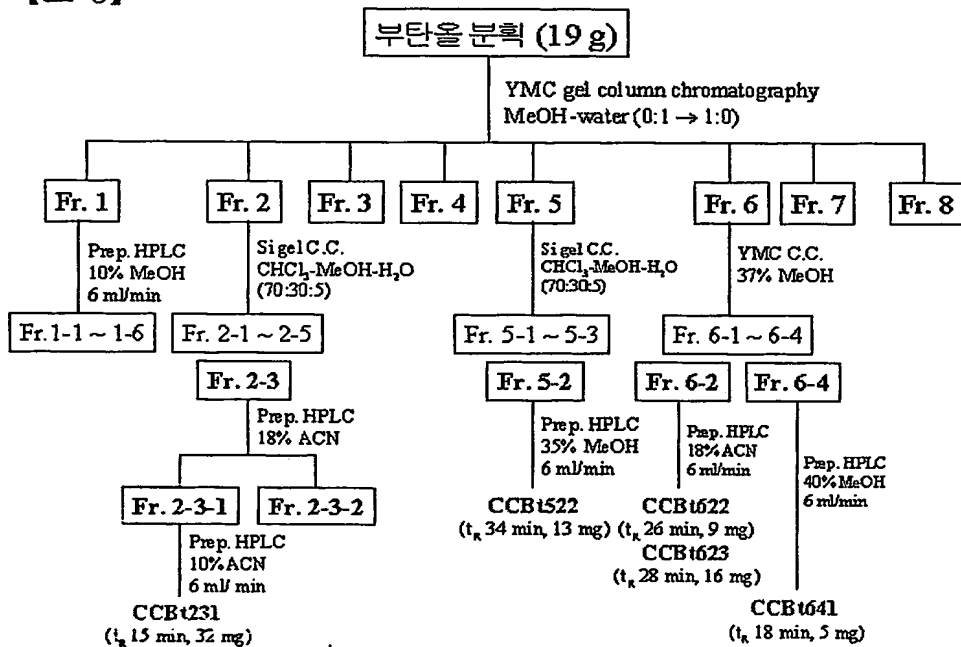 부탄올 분획 (19 g)
YMC gel column chromatography
MeOH-water (0:1 → 1:0)
Fr. 1
Fr. 2
Fr. 3
Fr. 4
Fr. 5
Fr. 6
Fr. 7
Fr. 8
Prep. HPLC
10% MeOH
6 ml/min
Si gel C.C.
CHCl₃-MeOH-H₂O
(70:30:5)
Si gel C.C.
CHCl₃-MeOH-H₂O
(70:30:5)
YMC C.C.
37% MeOH
Fr. 1-1 ~ 1-6
Fr. 2-1 ~ 2-5
Fr. 5-1 ~ 5-3
Fr. 6-1 ~ 6-4
Fr. 2-3
Fr. 5-2
Fr. 6-2
Fr. 6-4
Prep. HPLC
18% ACN
Prep. HPLC
35% MeOH
6 ml/min
Prep. HPLC
18% ACN
6 ml/min
Prep. HPLC
40% MeOH
6 ml/min
Fr. 2-3-1
Fr. 2-3-2
CCBt522
(tR 34 min, 13 mg)
CCBt622
(tR 26 min, 9 mg)
CCBt623
(tR 28 min, 16 mg)
Prep. HPLC
10% ACN
6 ml/ min
CCBt231
(tR 15 min, 32 mg)
CCBt641
(tR 18 min, 5 mg)